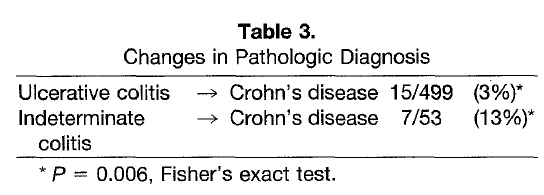 Table 3.
Changes in Pathologic Diagnosis
Ulcerative colitis → Crohn's disease 15/499 (3%)*
Indeterminate → Crohn's disease 7/53 (13%)*
colitis
* P = 0.006, Fisher's exact test.